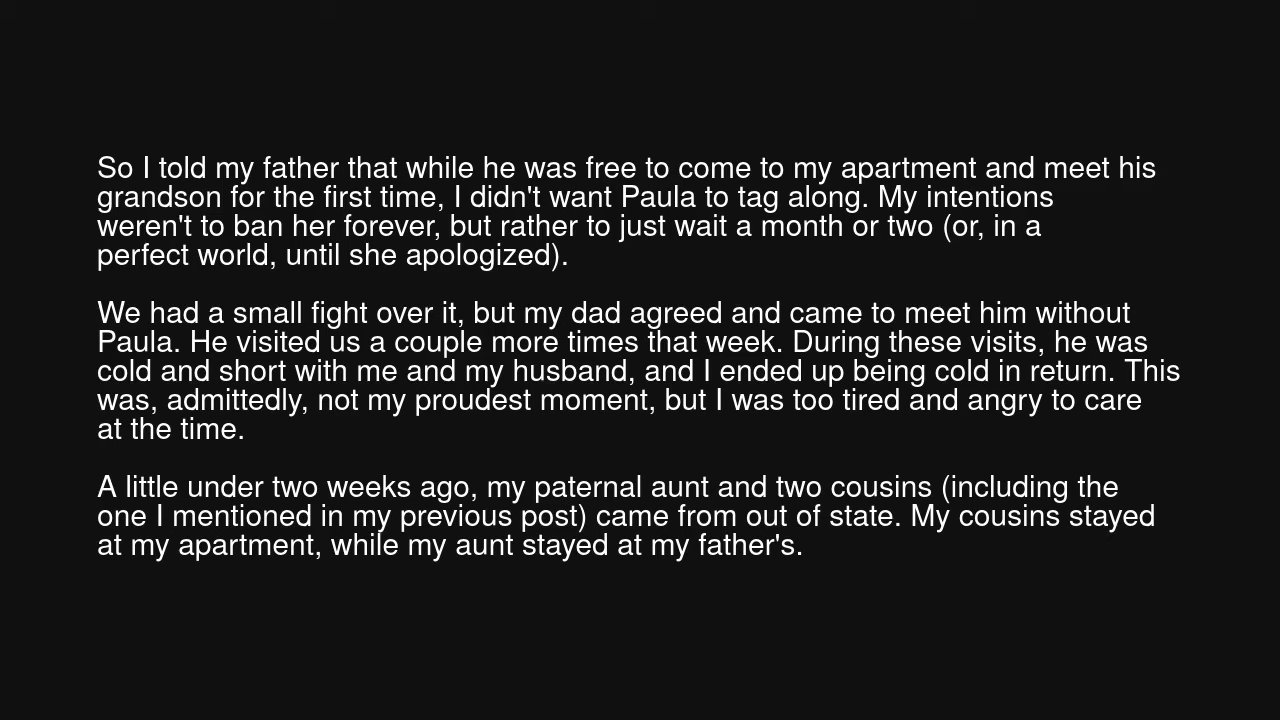 So I told my father that while he was free to come to my apartment and meet his
grandson for the first time, I didn't want Paula to tag along. My intentions
weren't to ban her forever, but rather to just wait a month or two (or, in a
perfect world, until she apologized).
We had a small fight over it, but my dad agreed and came to meet him without
Paula. He visited us a couple more times that week. During these visits, he was
cold and short with me and my husband, and I ended up being cold in return. This
was, admittedly, not my proudest moment, but I was too tired and angry to care
at the time.
A little under two weeks ago, my paternal aunt and two cousins (including the
one I mentioned in my previous post) came from out of state. My cousins stayed
at my apartment, while my aunt stayed at my father's.